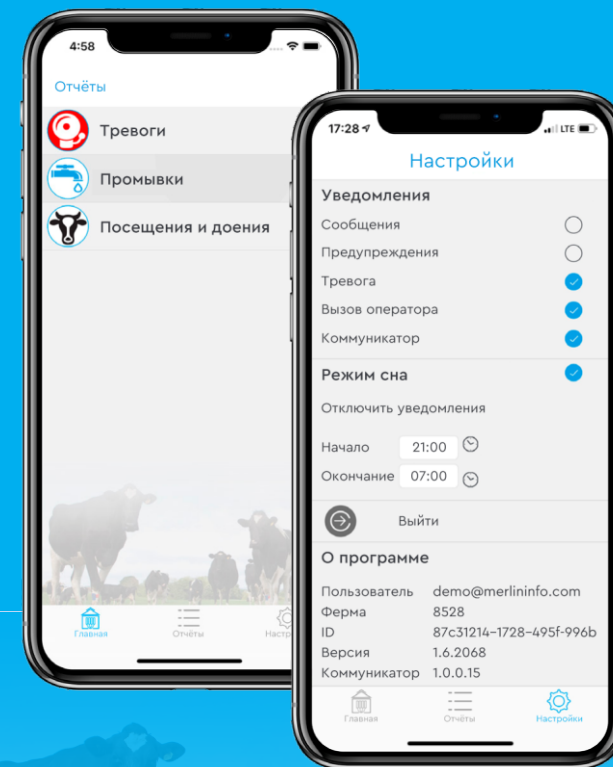 4:58
Отчёты
Тревоги
Промывки
Посещения и доения
Главная
Отчёты
17:28
LTE
Настройки
Уведомления
Сообщения
Предупреждения
Тревога
Вызов оператора
Коммуникатор
Режим сна
Отключить уведомления
Начало 21:00
Окончание 07:00
Выйти
О программе
Пользователь demo@merlininfo.com
Ферма 8528
ID 87c31214-1728-495f-996b
Версия 1.6.2068
Коммуникатор 1.0.0.15
Главная Отчёты Настройки